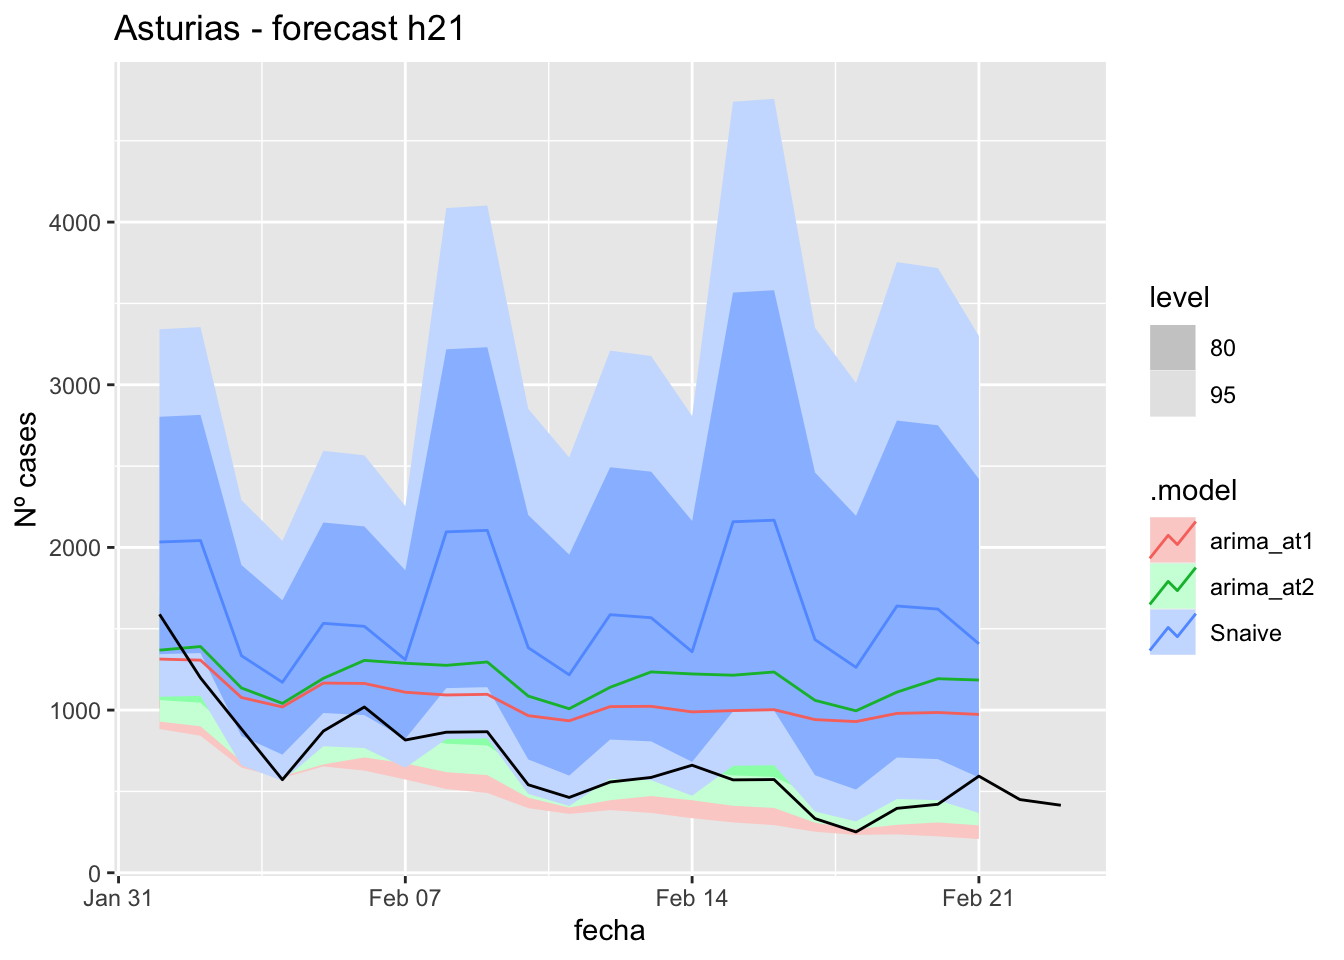 Asturias - forecast h21
Nº cases
4000
3000
2000
1000
0
Jan 31
Feb 07
Feb 14
Feb 21
fecha
level
80
95
.model
arima_at1
arima_at2
Snaive